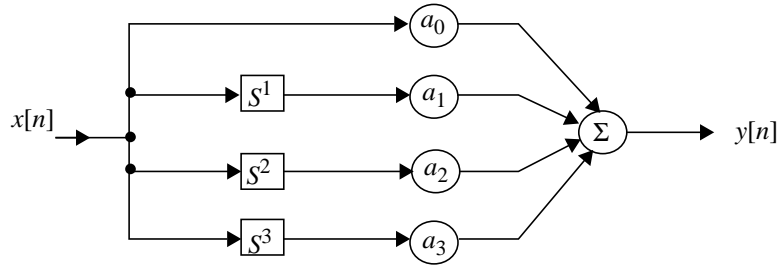 a0
S1 a1
x[n] Σ y[n]
S2 a2
S3 a3